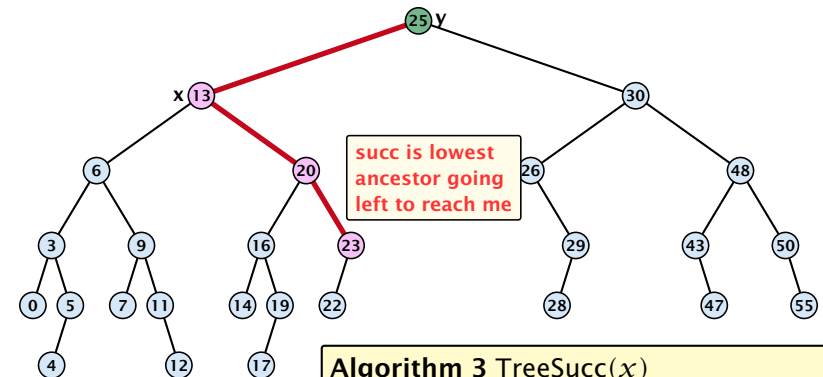 25 y
x 13 30
6 20 26 48
succ is lowest
ancestor going
left to reach me
3 9 16 23 29 43 50
0 5 7 11 14 19 22 28 47 55
4 12 17
Algorithm 3 TreeSucc(x)